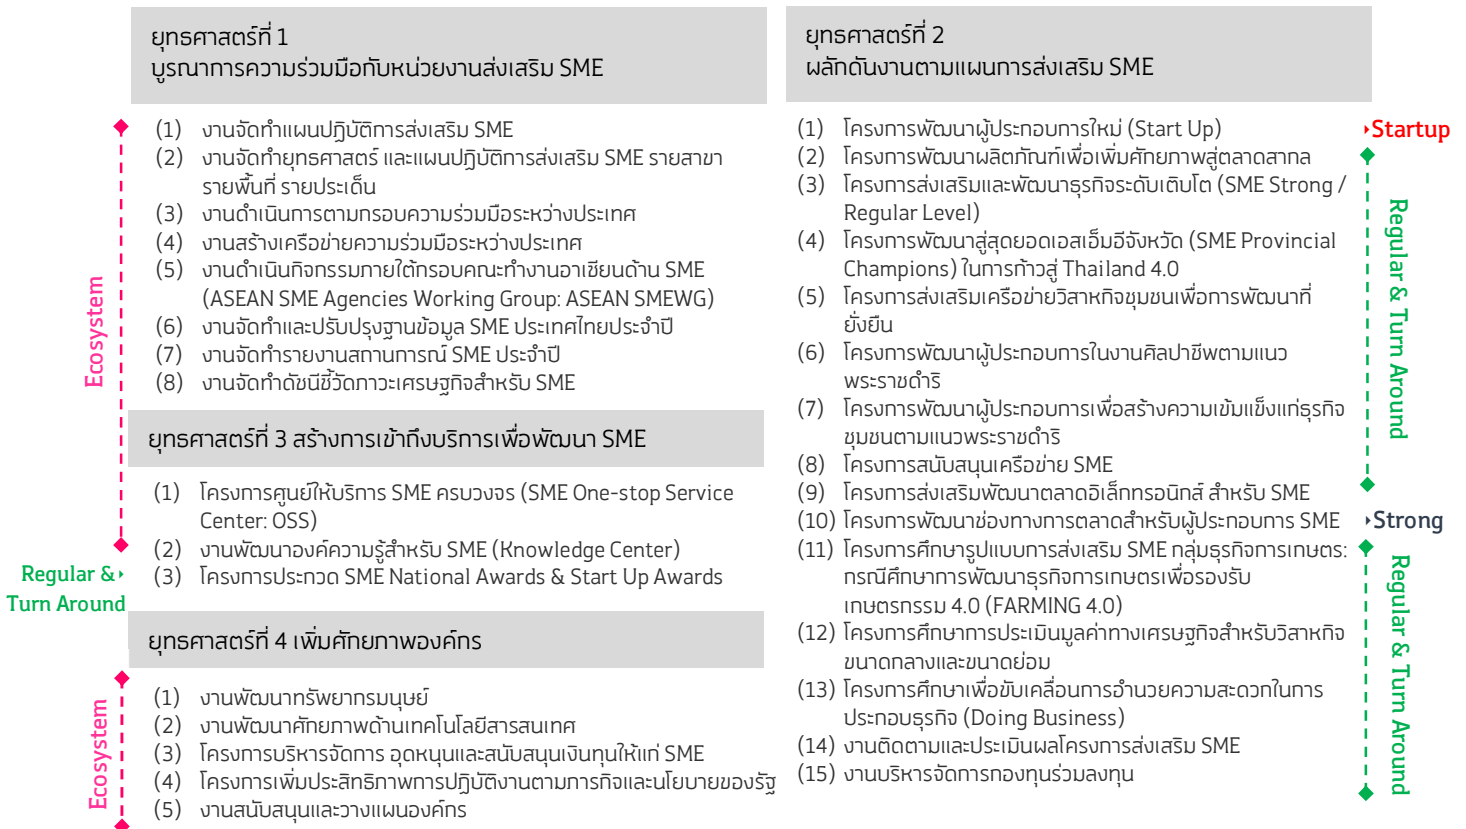 ยุทธศาสตร์ที่ 1
บูรณาการความร่วมมือกับหน่วยงานส่งเสริม SME
(1) งานจัดทำแผนปฏิบัติการส่งเสริม SME
(2) งานจัดทำยุทธศาสตร์ และแผนปฏิบัติการส่งเสริม SME รายสาขา
รายพื้นที่ รายประเด็น
(3) งานดำเนินการตามกรอบความร่วมมือระหว่างประเทศ
(4) งานสร้างเครือข่ายความร่วมมือระหว่างประเทศ
(5) งานดำเนินกิจกรรมภายใต้กรอบคณะทำงานอาเซียนด้าน SME
(ASEAN SME Agencies Working Group: ASEAN SMEWG)
(6) งานจัดทำและปรับปรุงฐานข้อมูล SME ประเทศไทยประจำปี
(7) งานจัดทำรายงานสถานการณ์ SME ประจำปี
(8) งานจัดทำดัชนีชี้วัดภาวะเศรษฐกิจสำหรับ SME
Ecosystem
ยุทธศาสตร์ที่ 3 สร้างการเข้าถึงบริการเพื่อพัฒนา SME
(1) โครงการศูนย์ให้บริการ SME ครบวงจร (SME One-stop Service
Center: OSS)
(2) งานพัฒนาองค์ความรู้สำหรับ SME (Knowledge Center)
(3) โครงการประกวด SME National Awards & Start Up Awards
Regular &
Turn Around
ยุทธศาสตร์ที่ 4 เพิ่มศักยภาพองค์กร
(1) งานพัฒนาทรัพยากรมนุษย์
(2) งานพัฒนาศักยภาพด้านเทคโนโลยีสารสนเทศ
(3) โครงการบริหารจัดการ อุดหนุนและสนับสนุนเงินทุนให้แก่ SME
(4) โครงการเพิ่มประสิทธิภาพการปฏิบัติงานตามภารกิจและนโยบายของรัฐ
(5) งานสนับสนุนและวางแผนองค์กร
Ecosystem
ยุทธศาสตร์ที่ 2
ผลักดันงานตามแผนการส่งเสริม SME
(1) โครงการพัฒนาผู้ประกอบการใหม่ (Start Up)
(2) โครงการพัฒนาผลิตภัณฑ์เพื่อเพิ่มศักยภาพสู่ตลาดสากล
(3) โครงการส่งเสริมและพัฒนาธุรกิจระดับเติบโต (SME Strong /
Regular Level)
(4) โครงการพัฒนาสู่สุดยอดเอสเอ็มอีจังหวัด (SME Provincial
Champions) ในการก้าวสู่ Thailand 4.0
(5) โครงการส่งเสริมเครือข่ายวิสาหกิจชุมชนเพื่อการพัฒนาที่
ยั่งยืน
(6) โครงการพัฒนาผู้ประกอบการในงานศิลปาชีพตามแนว
พระราชดำริ
(7) โครงการพัฒนาผู้ประกอบการเพื่อสร้างความเข้มแข็งแก่ธุรกิจ
ชุมชนตามแนวพระราชดำริ
(8) โครงการสนับสนุนเครือข่าย SME
(9) โครงการส่งเสริมพัฒนาตลาดอิเล็กทรอนิกส์ สำหรับ SME
(10) โครงการพัฒนาช่องทางการตลาดสำหรับผู้ประกอบการ SME
(11) โครงการศึกษารูปแบบการส่งเสริม SME กลุ่มธุรกิจการเกษตร:
กรณีศึกษาการพัฒนาธุรกิจการเกษตรเพื่อรองรับ
เกษตรกรรม 4.0 (FARMING 4.0)
(12) โครงการศึกษาการประเมินมูลค่าทางเศรษฐกิจสำหรับวิสาหกิจ
ขนาดกลางและขนาดย่อม
(13) โครงการศึกษาเพื่อขับเคลื่อนการอำนวยความสะดวกในการ
ประกอบธุรกิจ (Doing Business)
(14) งานติดตามและประเมินผลโครงการส่งเสริม SME
(15) งานบริหารจัดการกองทุนร่วมลงทุน
Startup
Regular & Turn Around
Strong
Regular & Turn Around